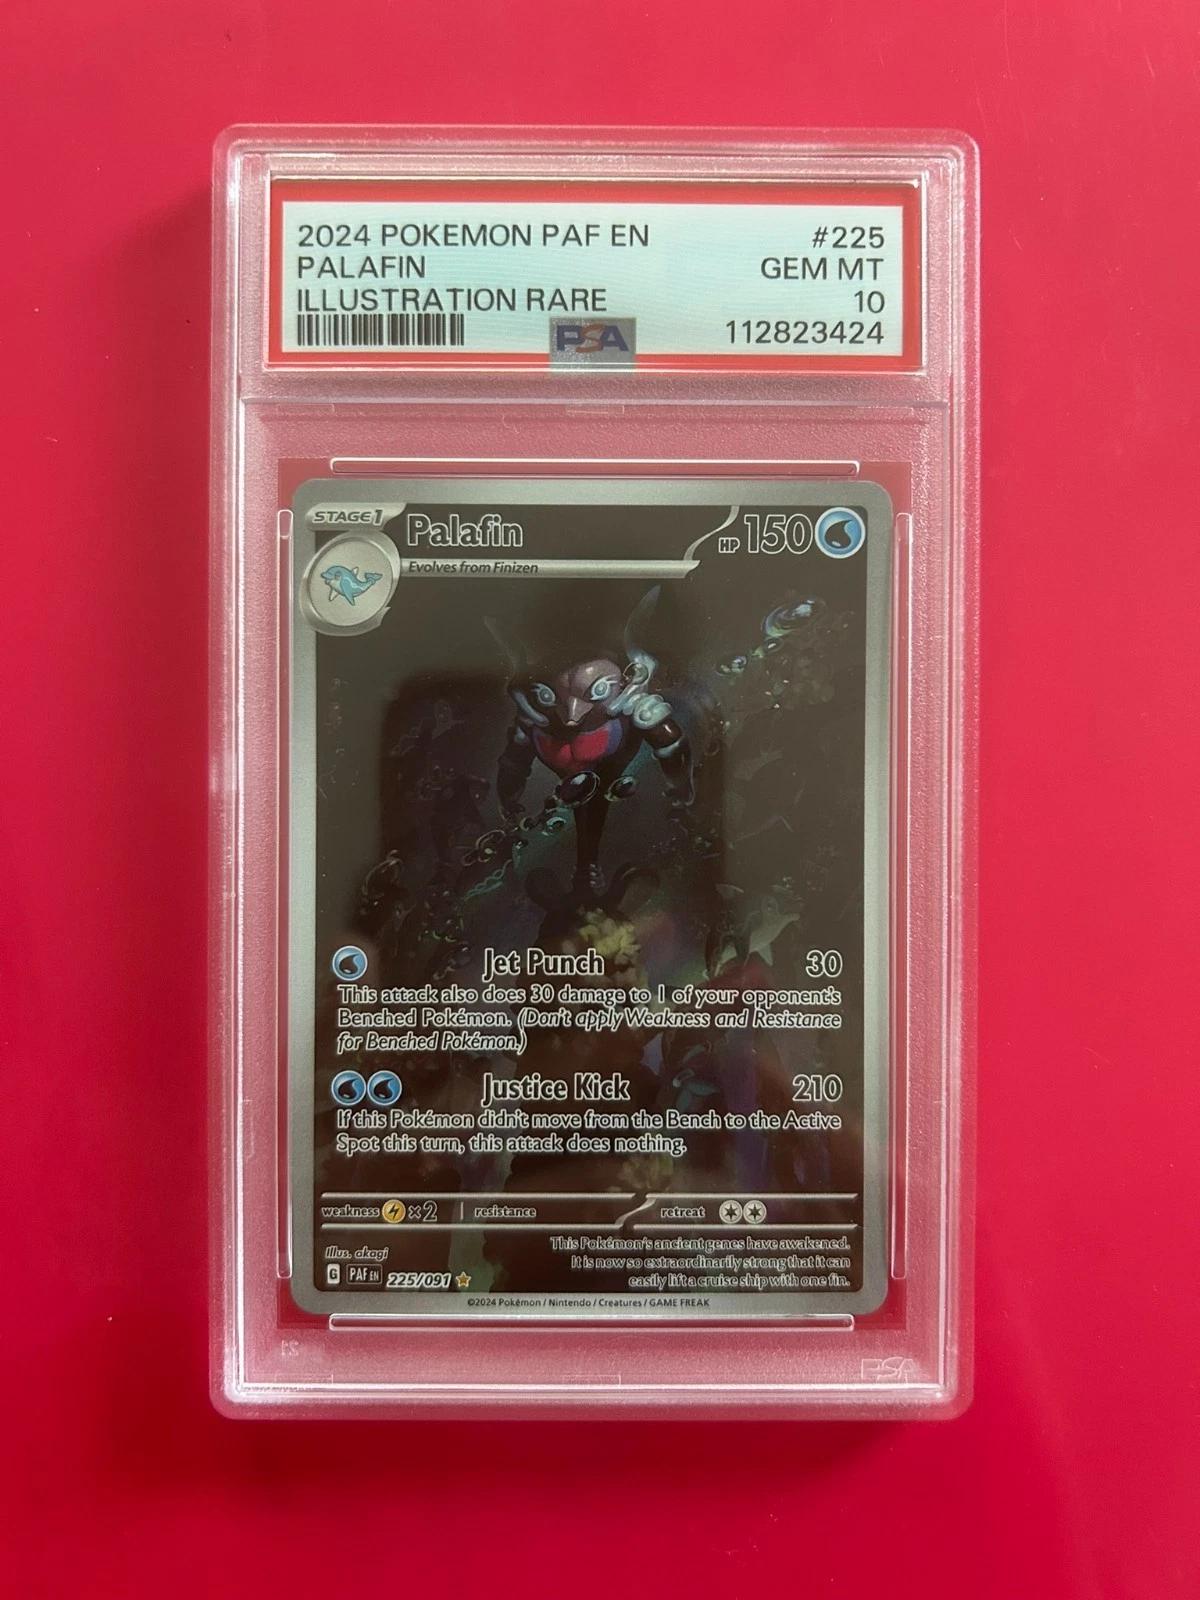 2024 POKEMON PAF EN #225
PALAFIN GEM MT
ILLUSTRATION RARE 10
PSA 112823424
STAGE 1 Palafin HP 150
Evolves from Finizen
Jet Punch 30
This attack also does 30 damage to 1 of your opponent's
Benched Pokémon. (Don't apply Weakness and Resistance
for Benched Pokémon.)
Justice Kick 210
If this Pokémon didn't move from the Bench to the Active
Spot this turn, this attack does nothing.
weakness ×2 resistance retreat
Illus. akagi
This Pokémon's ancient genes have awakened.
It is now so extraordinarily strong that it can
easily lift a cruise ship with one fin.
G PAF EN 225/091
©2024 Pokémon / Nintendo / Creatures / GAME FREAK
PSA